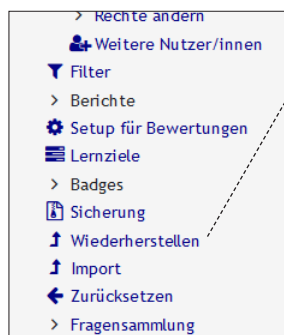 Rechte ändern
Weitere Nutzer/innen
Filter
Berichte
Setup für Bewertungen
Lernziele
Badges
Sicherung
Wiederherstellen
Import
Zurücksetzen
Fragensammlung